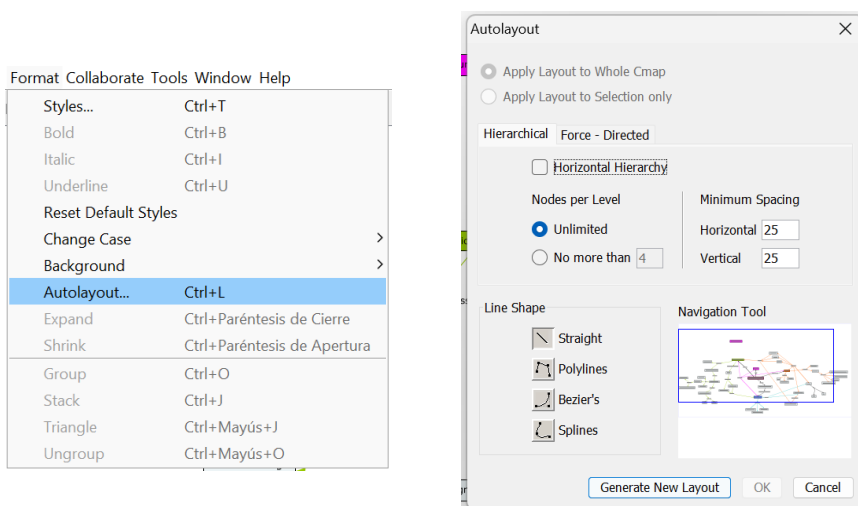 Format Collaborate Tools Window Help
Styles... Ctrl+T
Bold Ctrl+B
Italic Ctrl+I
Underline Ctrl+U
Reset Default Styles
Change Case
Background
Autolayout... Ctrl+L
Expand Ctrl+Paréntesis de Cierre
Shrink Ctrl+Paréntesis de Apertura
Group Ctrl+O
Stack Ctrl+J
Triangle Ctrl+Mayús+J
Ungroup Ctrl+Mayús+O
Autolayout
Apply Layout to Whole Cmap
Apply Layout to Selection only
Hierarchical Force - Directed
Horizontal Hierarchy
Nodes per Level
Unlimited
No more than 4
Minimum Spacing
Horizontal 25
Vertical 25
Line Shape
Straight
Polylines
Bezier's
Splines
Navigation Tool
Generate New Layout OK Cancel